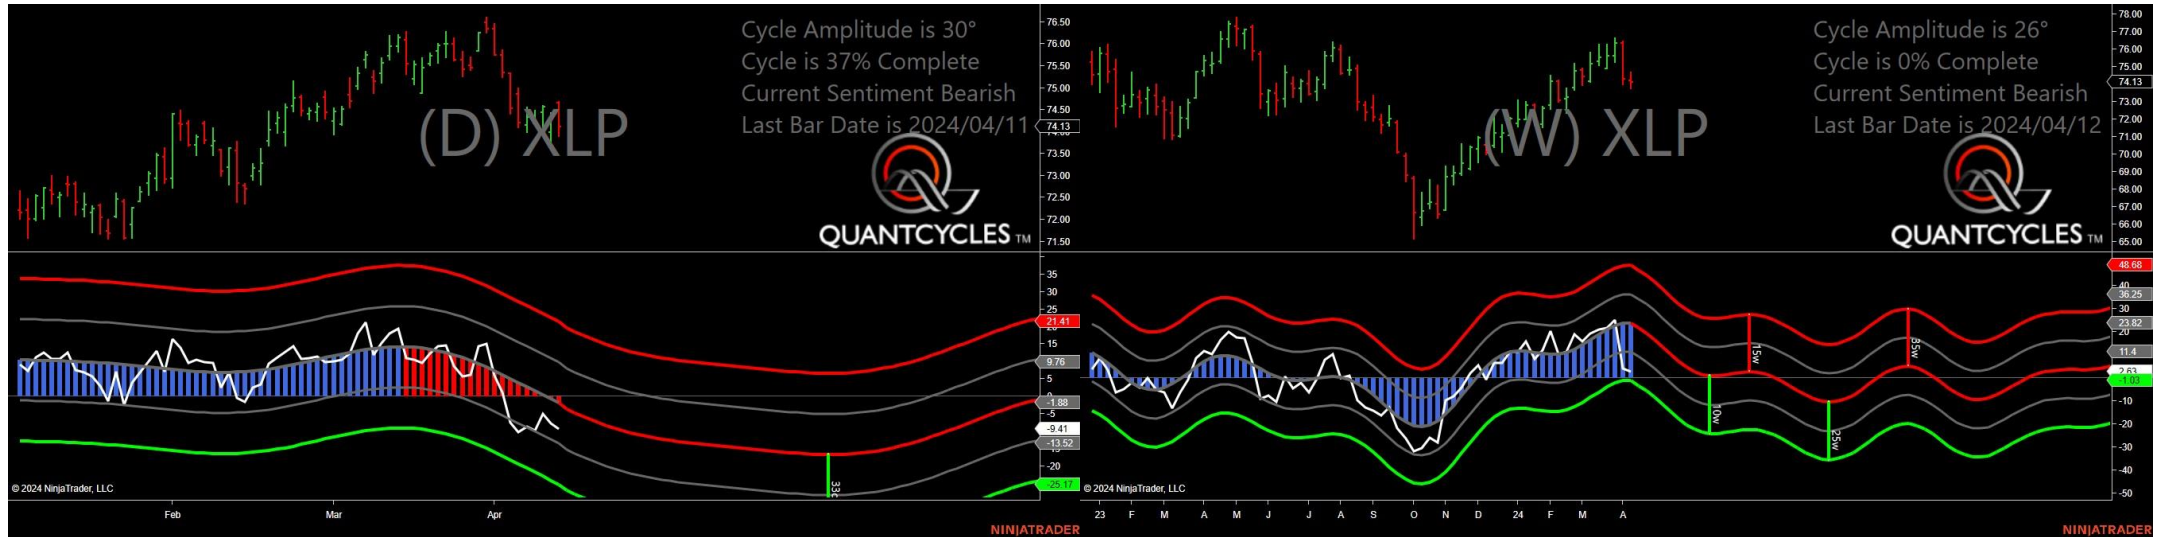 Cycle Amplitude is 30°
Cycle is 37% Complete
Current Sentiment Bearish
Last Bar Date is 2024/04/11
(D) XLP
QUANTCYCLES TM
76.50
76.00
75.50
75.00
74.50
74.13
73.50
73.00
72.50
72.00
71.50
35
30
25
21.41
15
9.76
5
-1.88
-5
-9.41
-13.52
-20
-25.17
© 2024 NinjaTrader, LLC
Feb Mar Apr
NINJATRADER
Cycle Amplitude is 26°
Cycle is 0% Complete
Current Sentiment Bearish
Last Bar Date is 2024/04/12
(W) XLP
QUANTCYCLES TM
78.00
77.00
76.00
75.00
74.13
73.00
72.00
71.00
70.00
69.00
68.00
67.00
66.00
65.00
48.68
40
36.25
30
23.82
20
11.4
2.63
-1.03
-10
-20
-30
-40
-50
10w
15w
25w
35w
© 2024 NinjaTrader, LLC
23 F M A M J J A S O N D 24 F M A
NINJATRADER